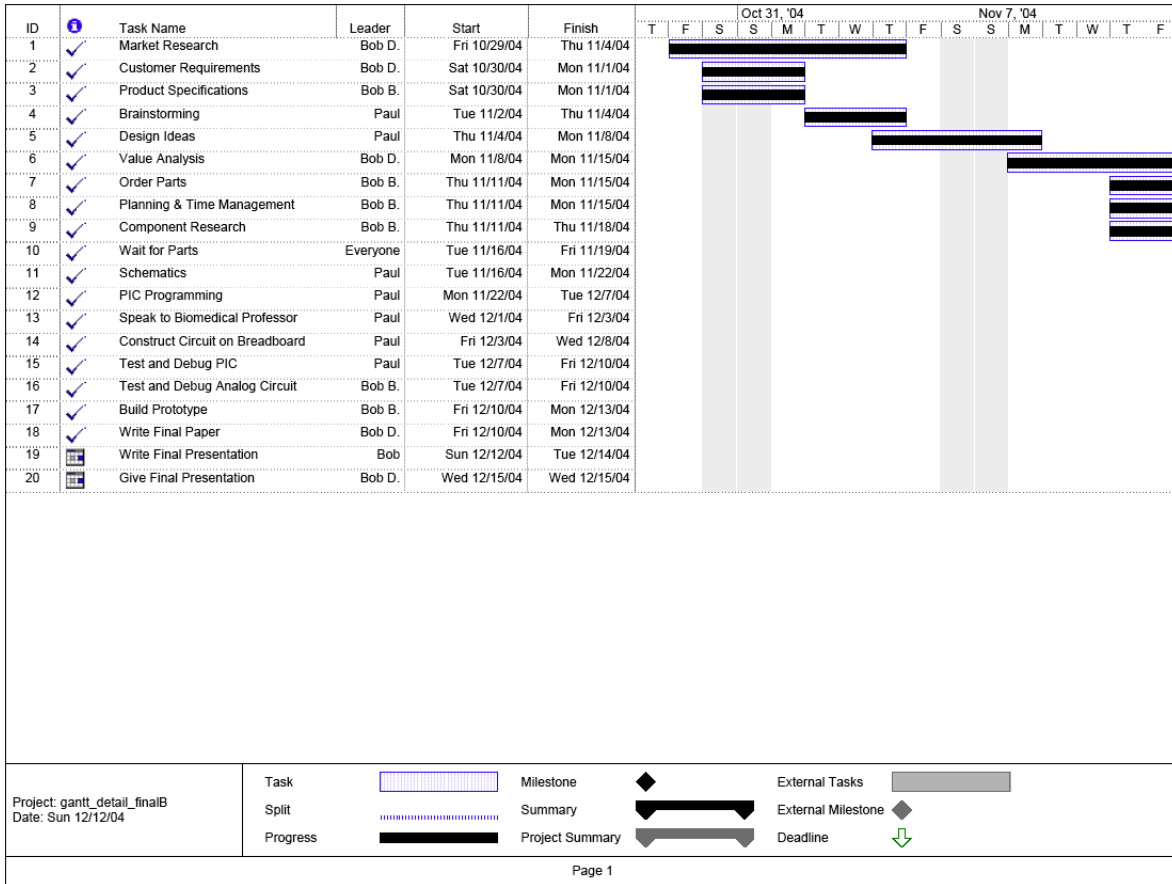 Oct 31, '04 Nov 7, '04
ID Task Name Leader Start Finish T F S S M T W T F S S M T W T F
1 Market Research Bob D. Fri 10/29/04 Thu 11/4/04
2 Customer Requirements Bob D. Sat 10/30/04 Mon 11/1/04
3 Product Specifications Bob B. Sat 10/30/04 Mon 11/1/04
4 Brainstorming Paul Tue 11/2/04 Thu 11/4/04
5 Design Ideas Paul Thu 11/4/04 Mon 11/8/04
6 Value Analysis Bob D. Mon 11/8/04 Mon 11/15/04
7 Order Parts Bob B. Thu 11/11/04 Mon 11/15/04
8 Planning & Time Management Bob B. Thu 11/11/04 Mon 11/15/04
9 Component Research Bob B. Thu 11/11/04 Thu 11/18/04
10 Wait for Parts Everyone Tue 11/16/04 Fri 11/19/04
11 Schematics Paul Tue 11/16/04 Mon 11/22/04
12 PIC Programming Paul Mon 11/22/04 Tue 12/7/04
13 Speak to Biomedical Professor Paul Wed 12/1/04 Fri 12/3/04
14 Construct Circuit on Breadboard Paul Fri 12/3/04 Wed 12/8/04
15 Test and Debug PIC Paul Tue 12/7/04 Fri 12/10/04
16 Test and Debug Analog Circuit Bob B. Tue 12/7/04 Fri 12/10/04
17 Build Prototype Bob B. Fri 12/10/04 Mon 12/13/04
18 Write Final Paper Bob D. Fri 12/10/04 Mon 12/13/04
19 Write Final Presentation Bob Sun 12/12/04 Tue 12/14/04
20 Give Final Presentation Bob D. Wed 12/15/04 Wed 12/15/04
Project: gantt_detail_finalB
Date: Sun 12/12/04
Task Milestone External Tasks
Split Summary External Milestone
Progress Project Summary Deadline
Page 1